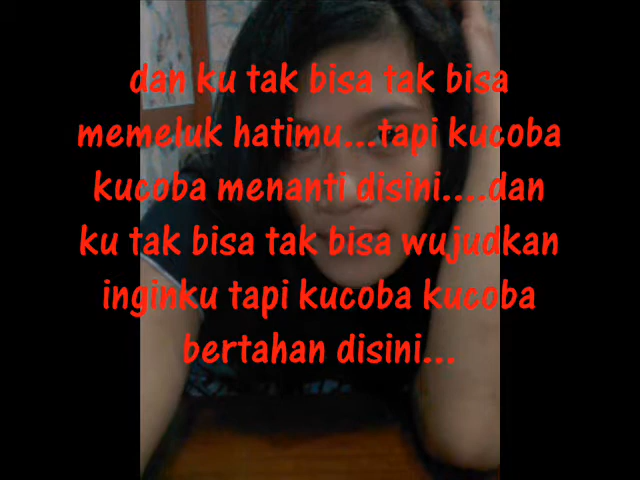 dan ku tak bisa tak bisa
memeluk hatimu...tapi kucoba
kucoba menanti disini....dan
ku tak bisa tak bisa wujudkan
inginku tapi kucoba kucoba
bertahan disini...